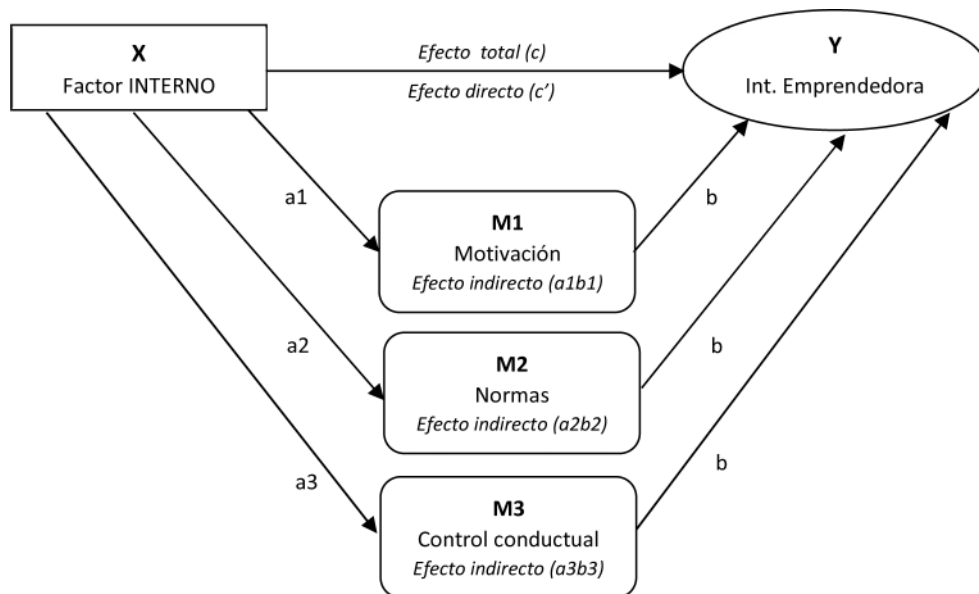 X
Factor INTERNO
Efecto total (c)
Efecto directo (c’)
Y
Int. Emprendedora
a1
b
M1
Motivación
Efecto indirecto (a1b1)
a2
b
M2
Normas
Efecto indirecto (a2b2)
a3
b
M3
Control conductual
Efecto indirecto (a3b3)